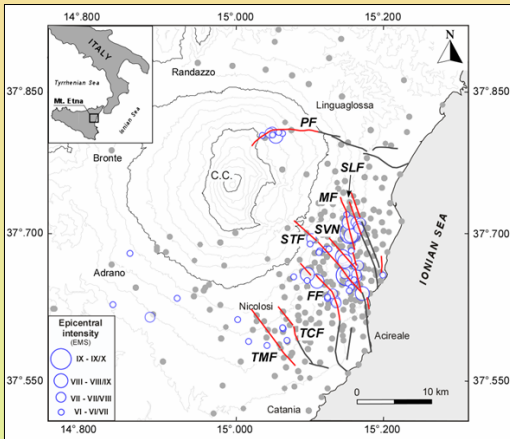 14°.800 15°.000 15°.200
ITALY
Tyrrhenian Sea
Mt. Etna
Ionian Sea
N
Randazzo
37°.850 37°.850
Linguaglossa
PF
Bronte
C.C.
SLF
MF
SVN
STF
37°.700 37°.700
IONIAN SEA
Adrano
FF
Nicolosi
TCF
Acireale
TMF
Epicentral
intensity
(EMS)
IX - IX/X
VIII - VIII/IX
VII - VII/VIII
VI - VI/VII
37°.550 37°.550
0 10 km
Catania
14°.800 15°.000 15°.200